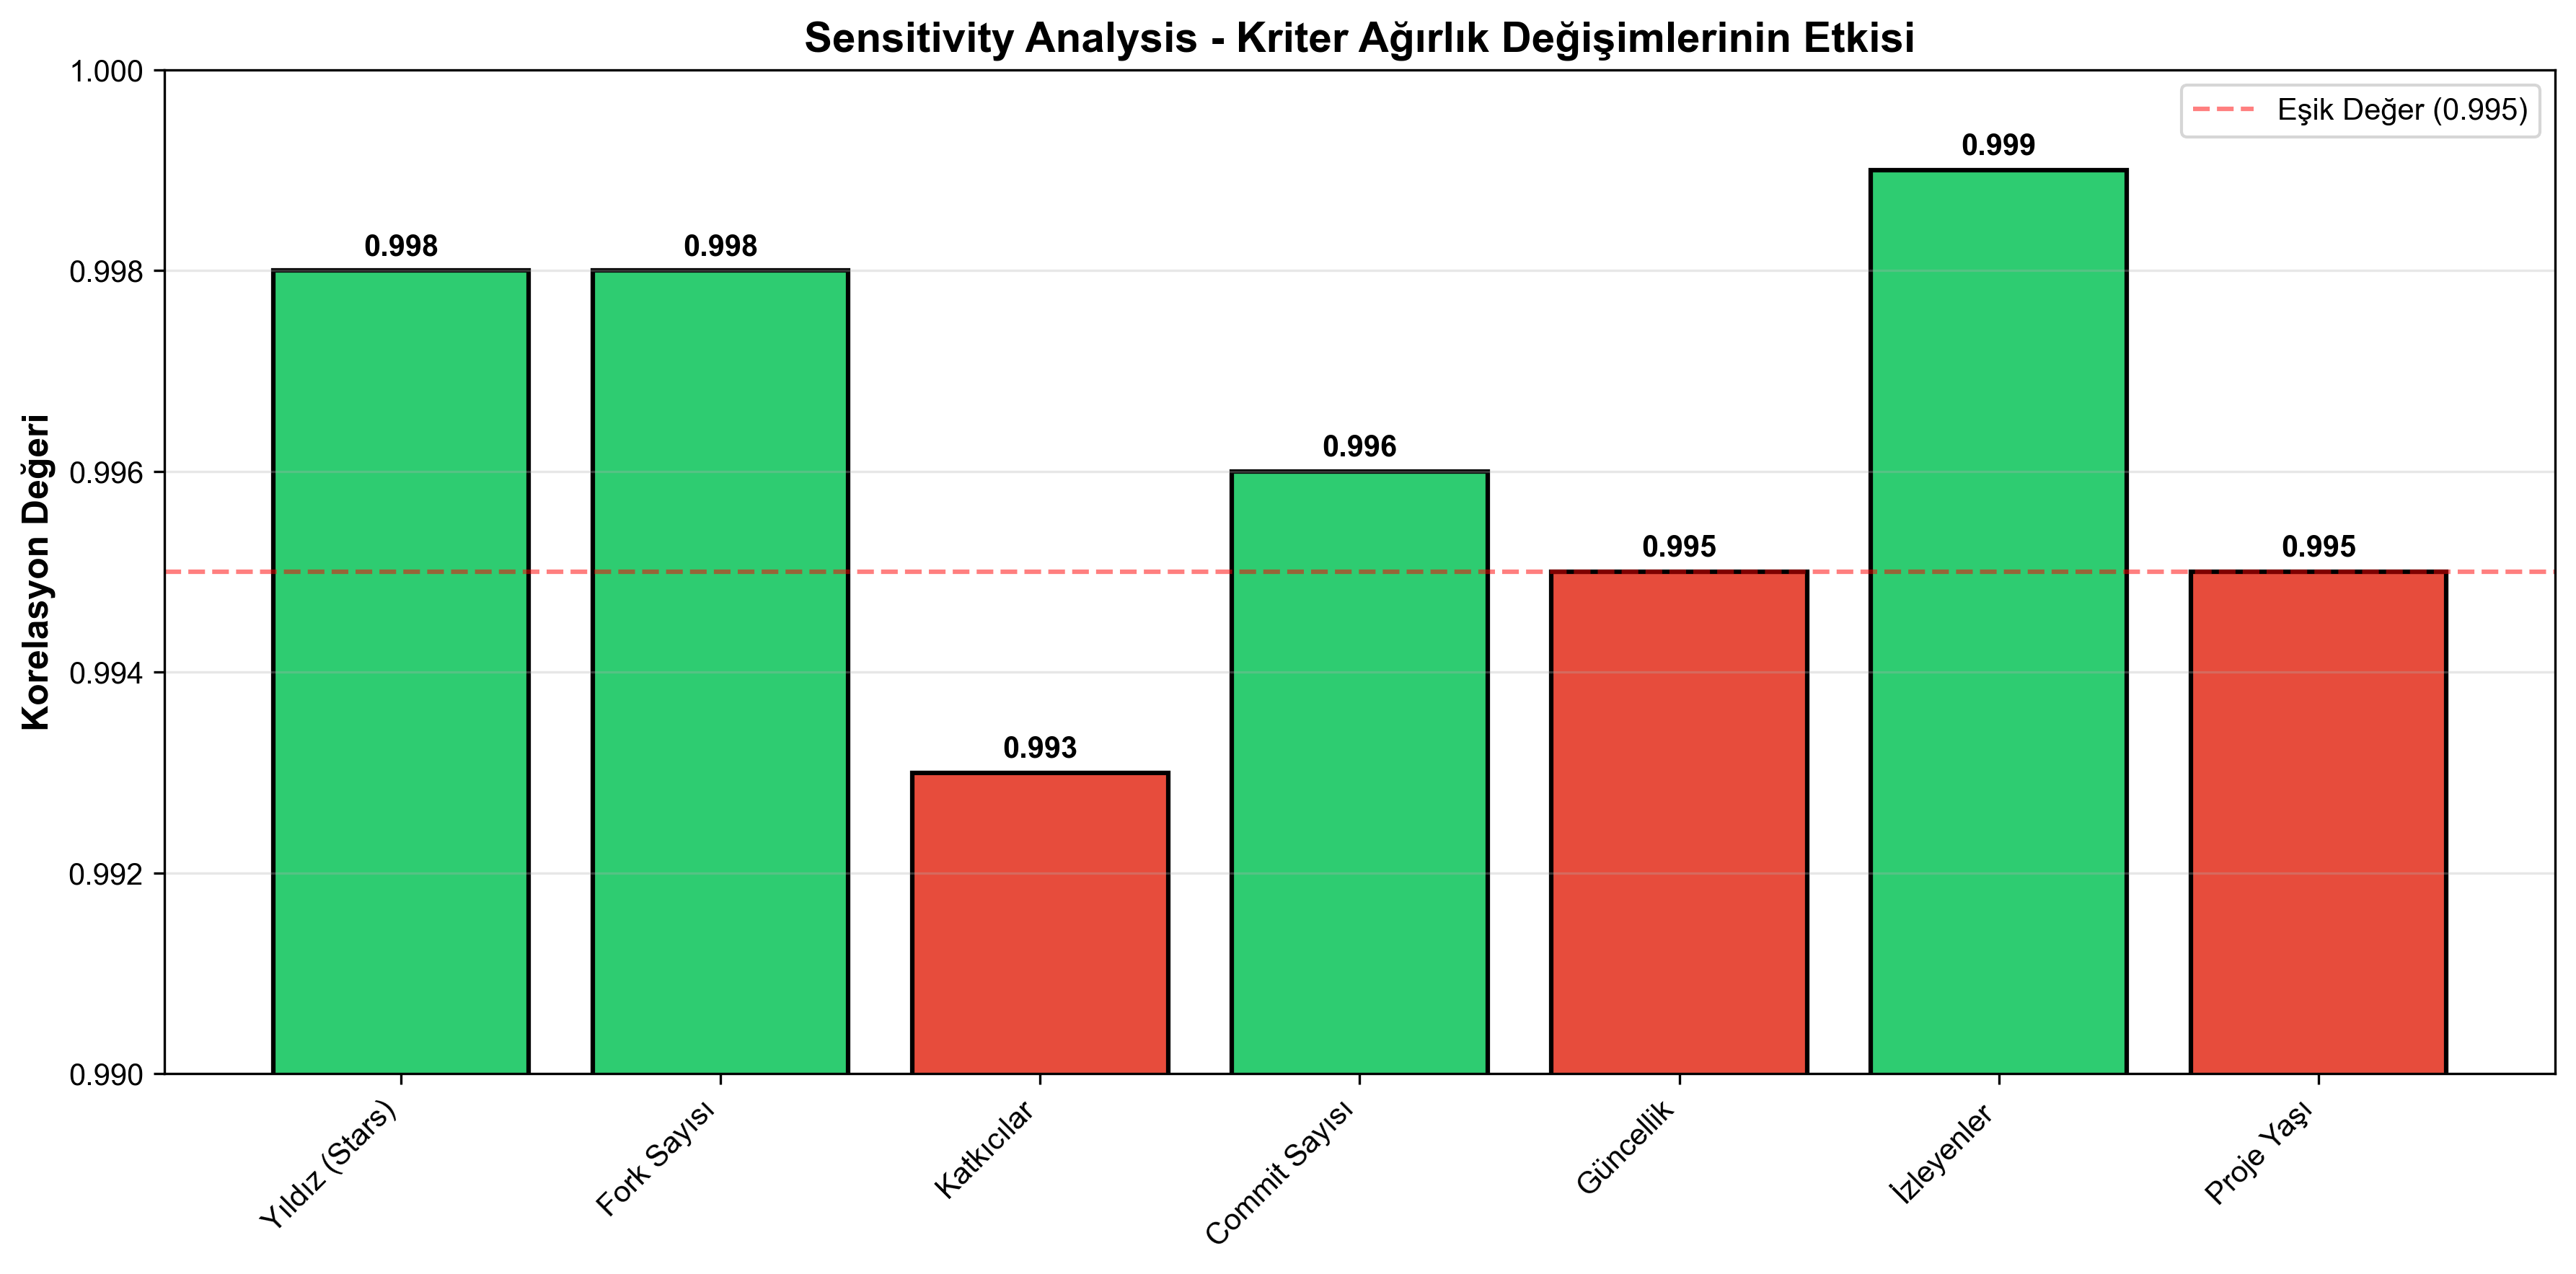 Sensitivity Analysis - Kriter Ağırlık Değişimlerinin Etkisi
Eşik Değer (0.995)
Korelasyon Değeri
1.000
0.998
0.996
0.994
0.992
0.990
0.998
0.998
0.993
0.996
0.995
0.999
0.995
Yıldız (Stars)
Fork Sayısı
Katkıcılar
Commit Sayısı
Güncellik
İzleyenler
Proje Yaşı